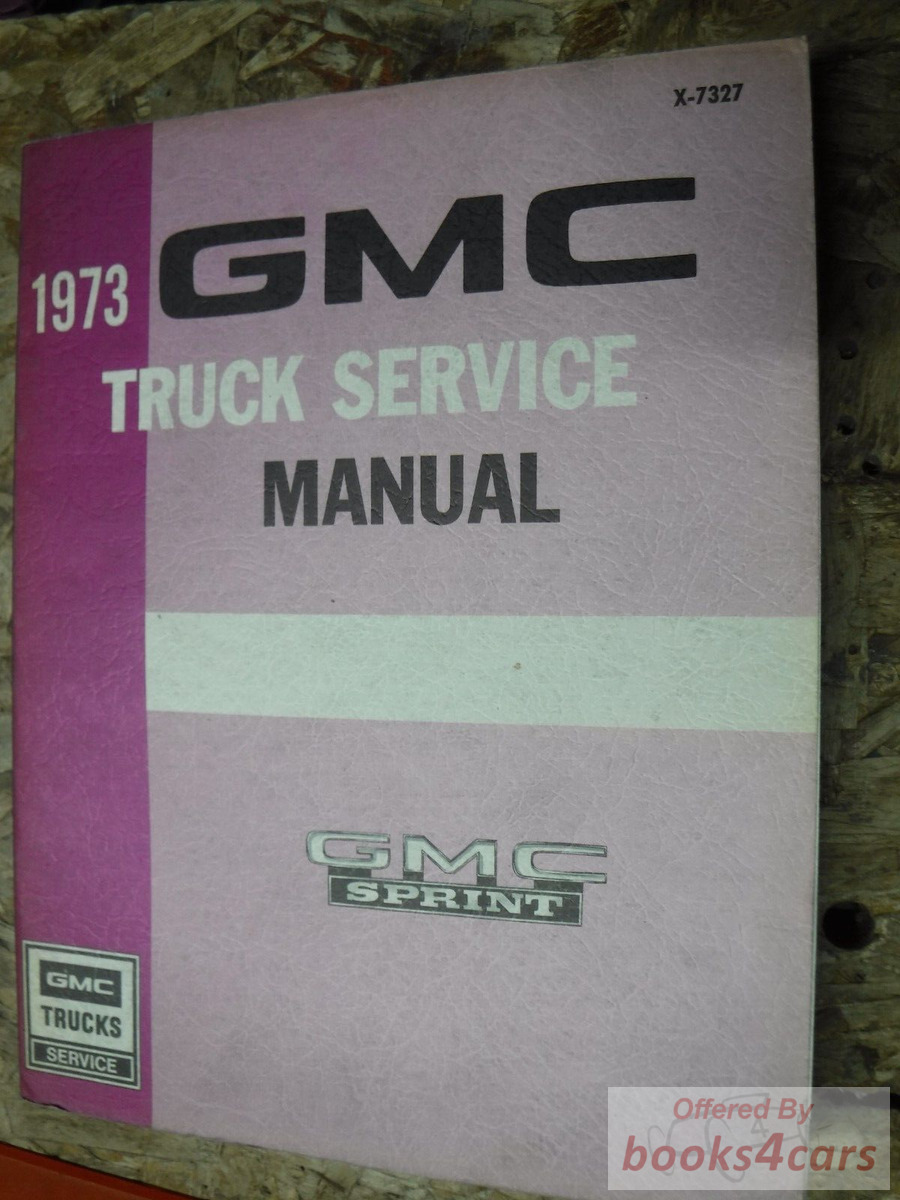 X-7327
GMC
1973
TRUCK SERVICE
MANUAL
GMC
SPRINT
GMC
TRUCKS
SERVICE
Offered By
books4cars